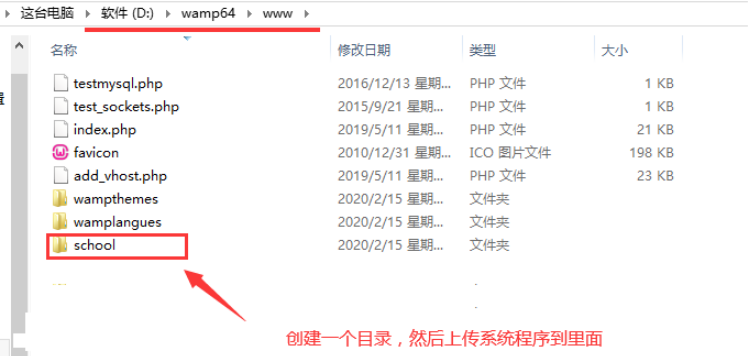 这台电脑 > 软件 (D:) > wamp64 > www >
名称 修改日期 类型 大小
testmysql.php 2016/12/13 星期... PHP 文件 1 KB
test_sockets.php 2015/9/21 星期... PHP 文件 1 KB
index.php 2019/5/11 星期... PHP 文件 21 KB
favicon 2010/12/31 星期... ICO 图片文件 198 KB
add_vhost.php 2019/5/11 星期... PHP 文件 23 KB
wampthemes 2020/2/15 星期... 文件夹
wamplangues 2020/2/15 星期... 文件夹
school 2020/2/15 星期... 文件夹
创建一个目录，然后上传系统程序到里面